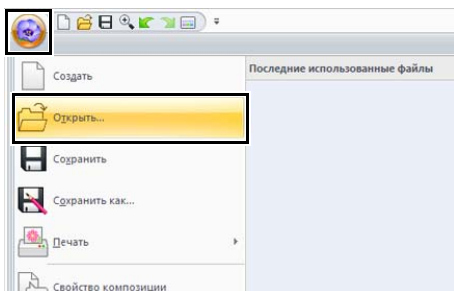 Последние использованные файлы
Создать
Открыть...
Сохранить
Сохранить как...
Печать
Свойство композиции